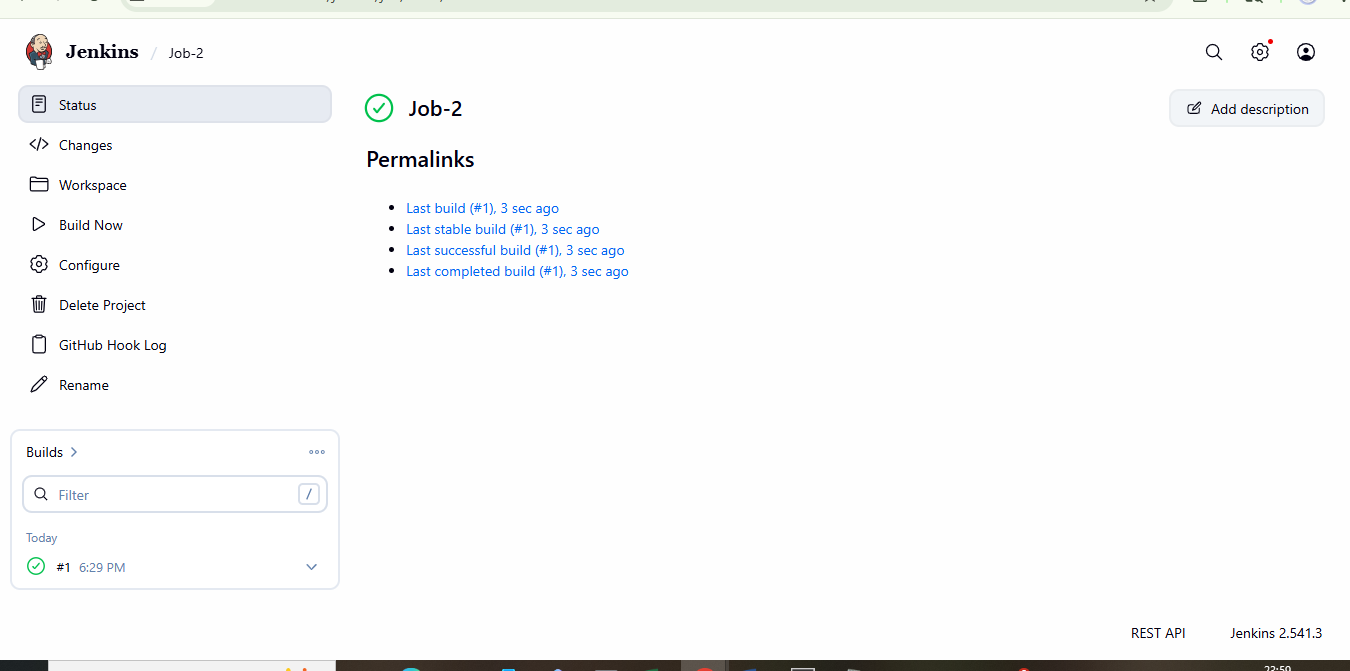 Jenkins / Job-2
Status
Changes
Workspace
Build Now
Configure
Delete Project
GitHub Hook Log
Rename
Builds
Filter /
Today
#1 6:29 PM
Job-2
Add description
Permalinks
Last build (#1), 3 sec ago
Last stable build (#1), 3 sec ago
Last successful build (#1), 3 sec ago
Last completed build (#1), 3 sec ago
REST API Jenkins 2.541.3